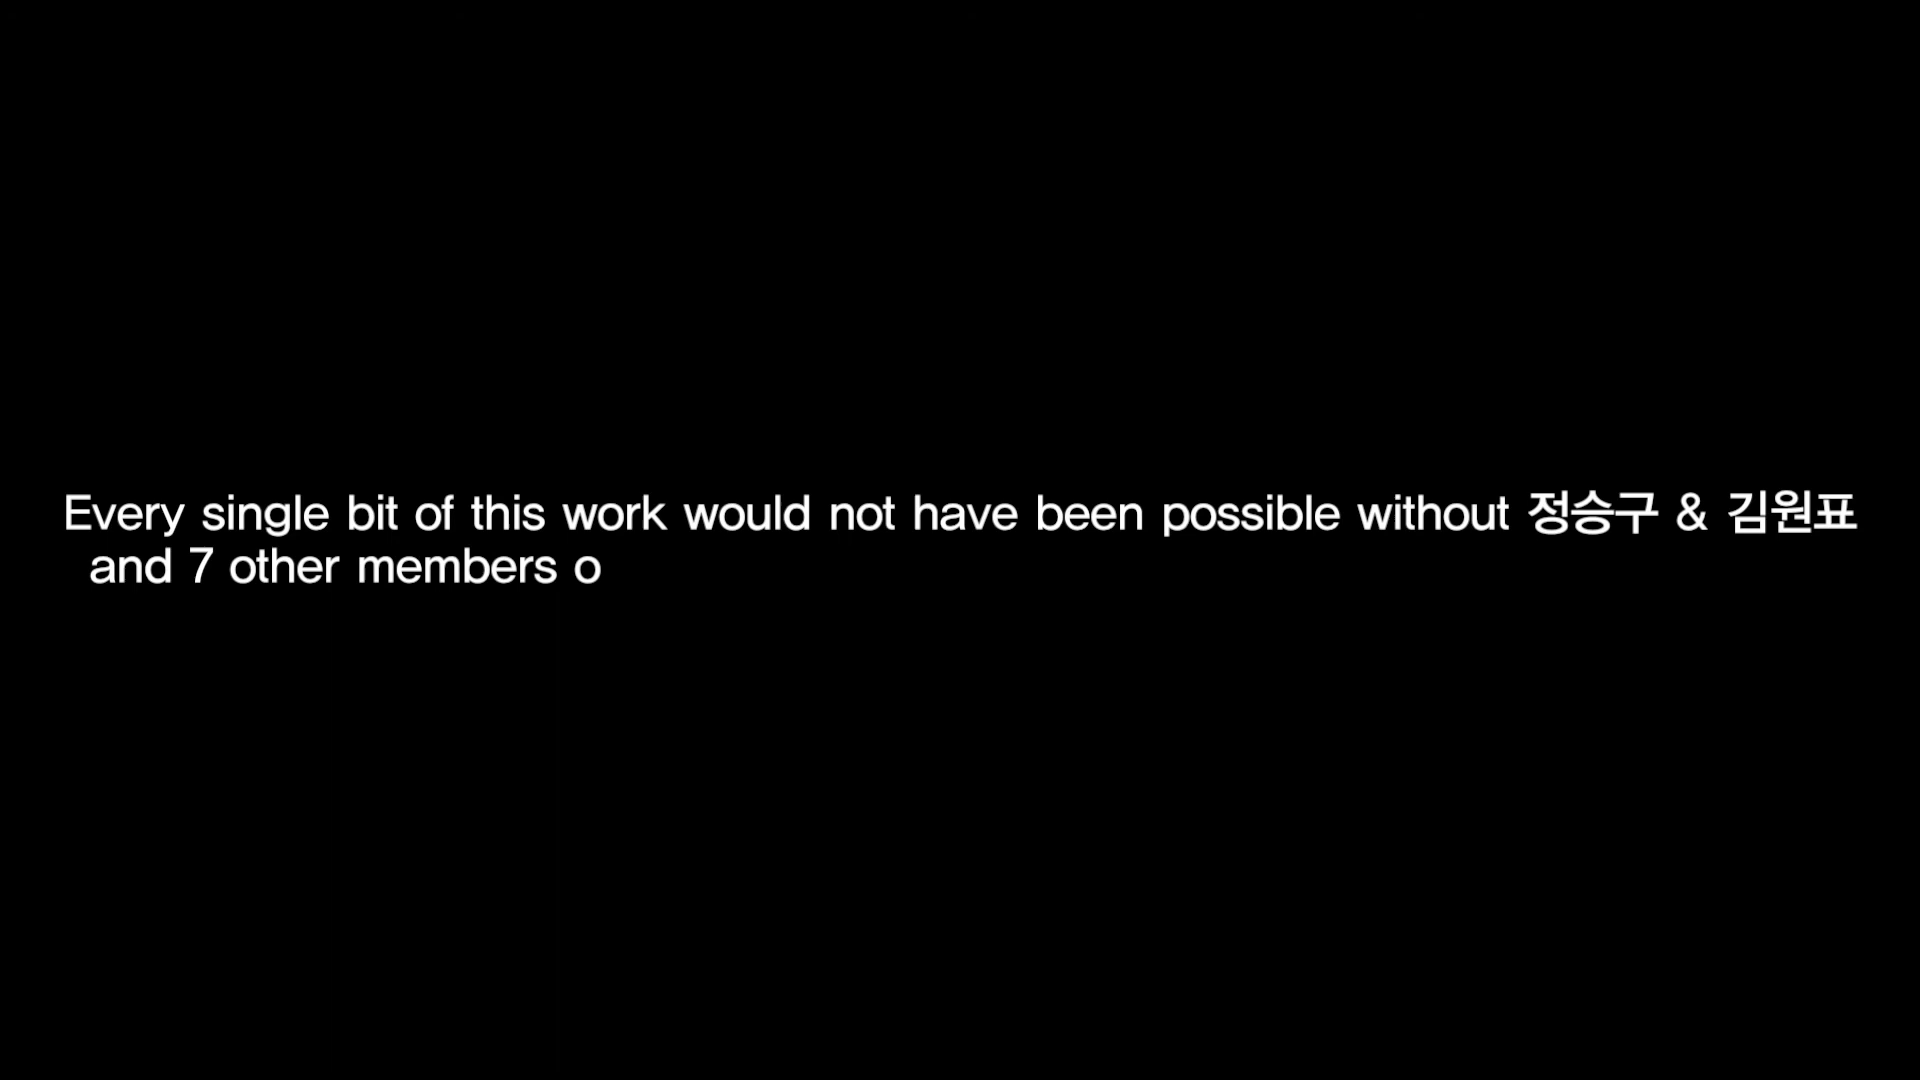 Every single bit of this work would not have been possible without 정승구 & 김원표
and 7 other members o